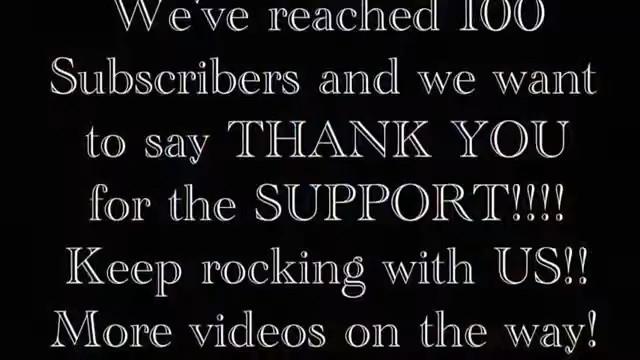 We've reached 100
Subscribers and we want
to say THANK YOU
for the SUPPORT!!!!
Keep rocking with US!!
More videos on the way!